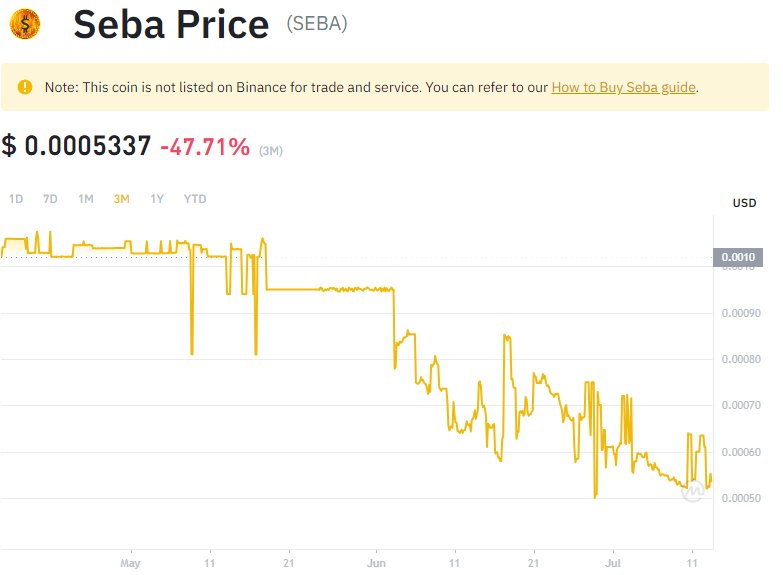 Seba Price (SEBA)
Note: This coin is not listed on Binance for trade and service. You can refer to our How to Buy Seba guide.
$ 0.0005337 -47.71% (3M)
1D 7D 1M 3M 1Y YTD
USD
0.0010
0.0010
0.00090
0.00080
0.00070
0.00060
0.00050
May 11 21 Jun 11 21 Jul 11